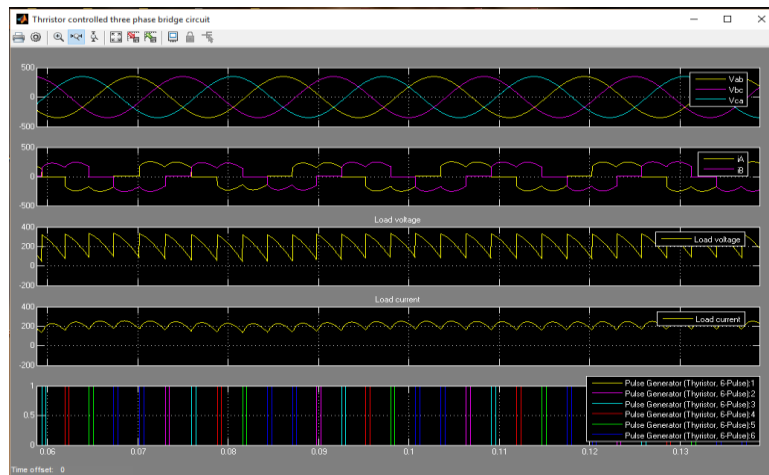 Thrristor controlled three phase bridge circuit
500
0
-500
Vab
Vbc
Vca
500
0
-500
iA
iB
Load voltage
400
200
0
-200
Load voltage
Load current
400
200
0
-200
Load current
1
0.5
0
Pulse Generator (Thyristor, 6-Pulse):1
Pulse Generator (Thyristor, 6-Pulse):2
Pulse Generator (Thyristor, 6-Pulse):3
Pulse Generator (Thyristor, 6-Pulse):4
Pulse Generator (Thyristor, 6-Pulse):5
Pulse Generator (Thyristor, 6-Pulse):6
0.06 0.07 0.08 0.09 0.1 0.11 0.12 0.13
Time offset: 0